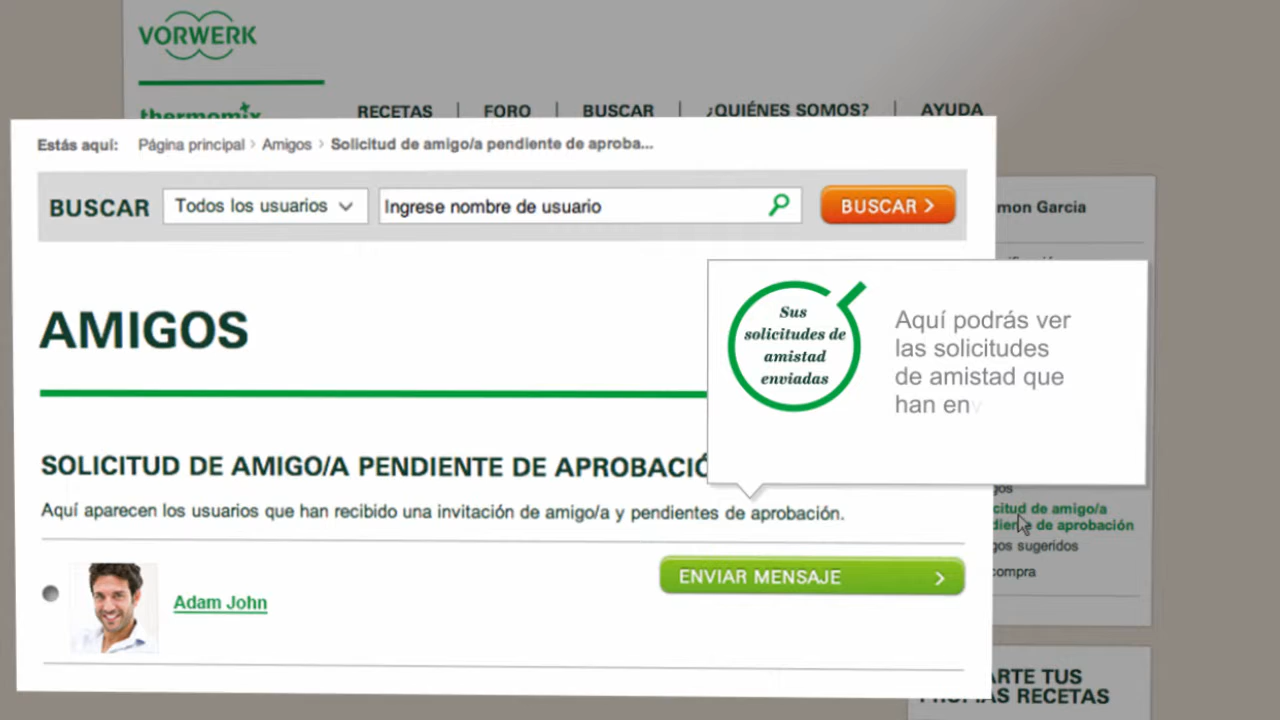 VORWERK
thermomix
RECETAS | FORO | BUSCAR | ¿QUIÉNES SOMOS? | AYUDA
Estás aquí: Página principal › Amigos › Solicitud de amigo/a pendiente de aproba...
BUSCAR Todos los usuarios Ingrese nombre de usuario BUSCAR >
mon Garcia
AMIGOS
Sus
solicitudes de
amistad
enviadas
Aquí podrás ver
las solicitudes
de amistad que
han env
SOLICITUD DE AMIGO/A PENDIENTE DE APROBACIÓ
Aquí aparecen los usuarios que han recibido una invitación de amigo/a y pendientes de aprobación.
Adam John
ENVIAR MENSAJE >
gos
citud de amigo/a
diente de aprobación
gos sugeridos
compra
ARTE TUS
PROPIAS RECETAS